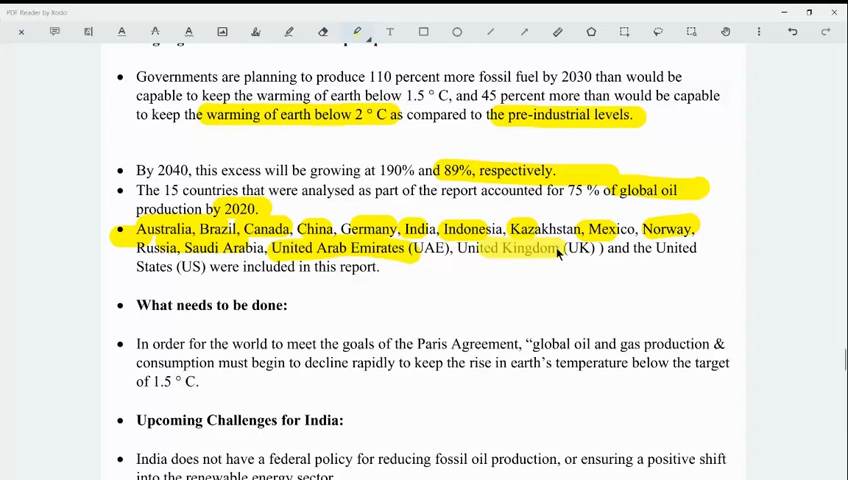 PDF Reader by Xodo
• Governments are planning to produce 110 percent more fossil fuel by 2030 than would be
capable to keep the warming of earth below 1.5 ° C, and 45 percent more than would be capable
to keep the warming of earth below 2 ° C as compared to the pre-industrial levels.
• By 2040, this excess will be growing at 190% and 89%, respectively.
• The 15 countries that were analysed as part of the report accounted for 75 % of global oil
production by 2020.
• Australia, Brazil, Canada, China, Germany, India, Indonesia, Kazakhstan, Mexico, Norway,
Russia, Saudi Arabia, United Arab Emirates (UAE), United Kingdom (UK) ) and the United
States (US) were included in this report.
• What needs to be done:
• In order for the world to meet the goals of the Paris Agreement, “global oil and gas production &
consumption must begin to decline rapidly to keep the rise in earth’s temperature below the target
of 1.5 ° C.
• Upcoming Challenges for India:
• India does not have a federal policy for reducing fossil oil production, or ensuring a positive shift
into the renewable energy sector.